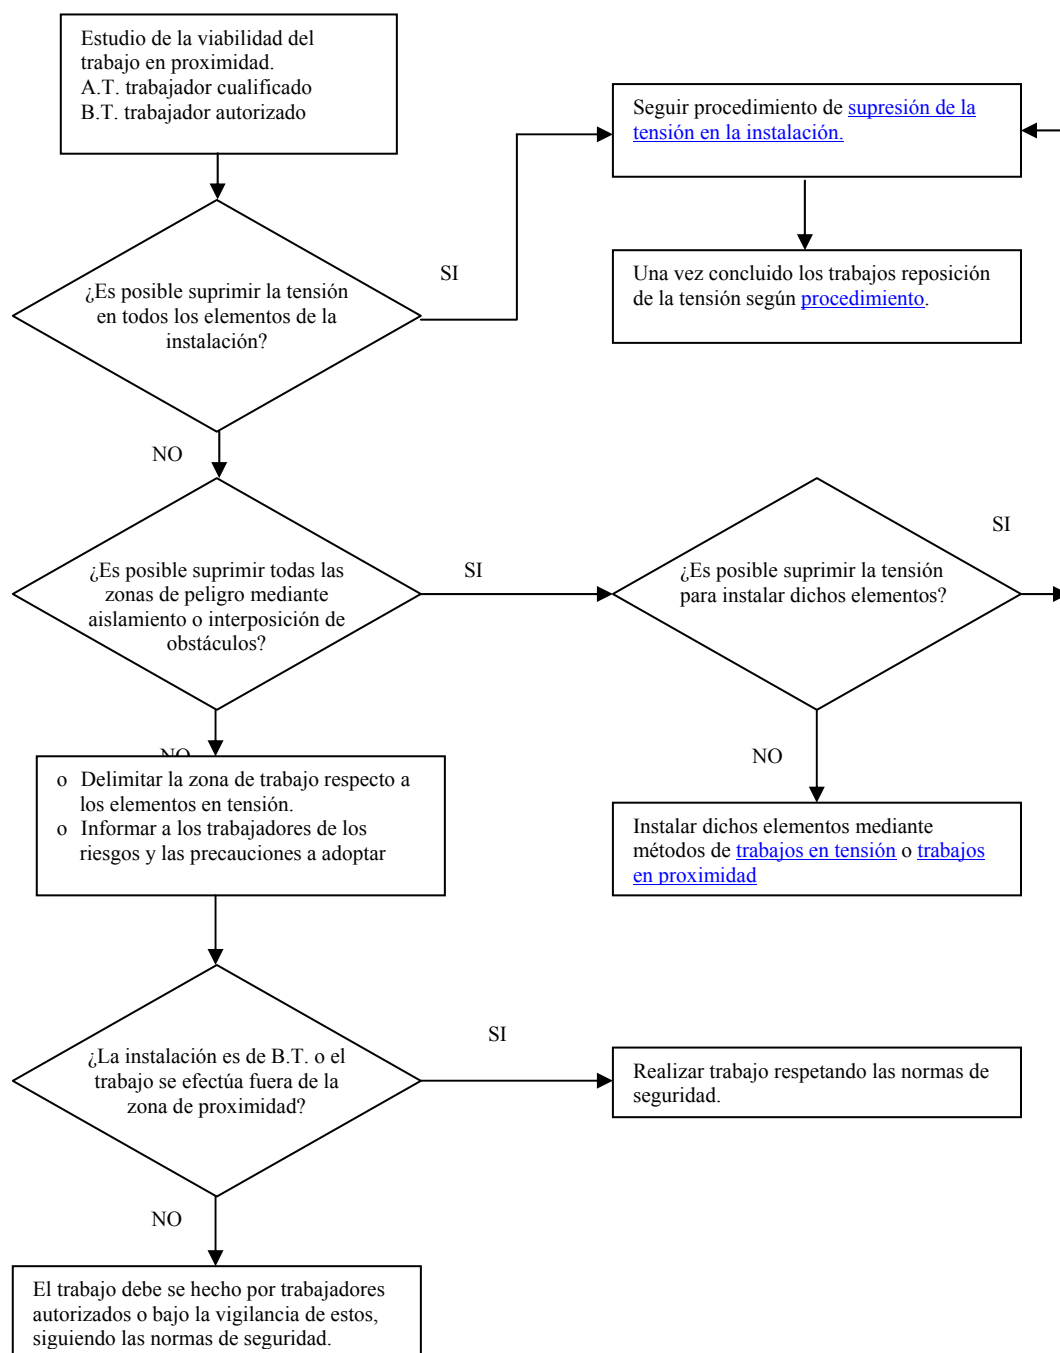 Estudio de la viabilidad del
trabajo en proximidad.
A.T. trabajador cualificado
B.T. trabajador autorizado
Seguir procedimiento de supresión de la
tensión en la instalación.
SI
Una vez concluido los trabajos reposición
de la tensión según procedimiento.
¿Es posible suprimir la tensión
en todos los elementos de la
instalación?
NO
¿Es posible suprimir todas las
zonas de peligro mediante
aislamiento o interposición de
obstáculos?
SI
¿Es posible suprimir la tensión
para instalar dichos elementos?
SI
NO
o Delimitar la zona de trabajo respecto a
los elementos en tensión.
o Informar a los trabajadores de los
riesgos y las precauciones a adoptar
NO
Instalar dichos elementos mediante
métodos de trabajos en tensión o trabajos
en proximidad
¿La instalación es de B.T. o el
trabajo se efectúa fuera de la
zona de proximidad?
SI
Realizar trabajo respetando las normas de
seguridad.
NO
El trabajo debe se hecho por trabajadores
autorizados o bajo la vigilancia de estos,
siguiendo las normas de seguridad.